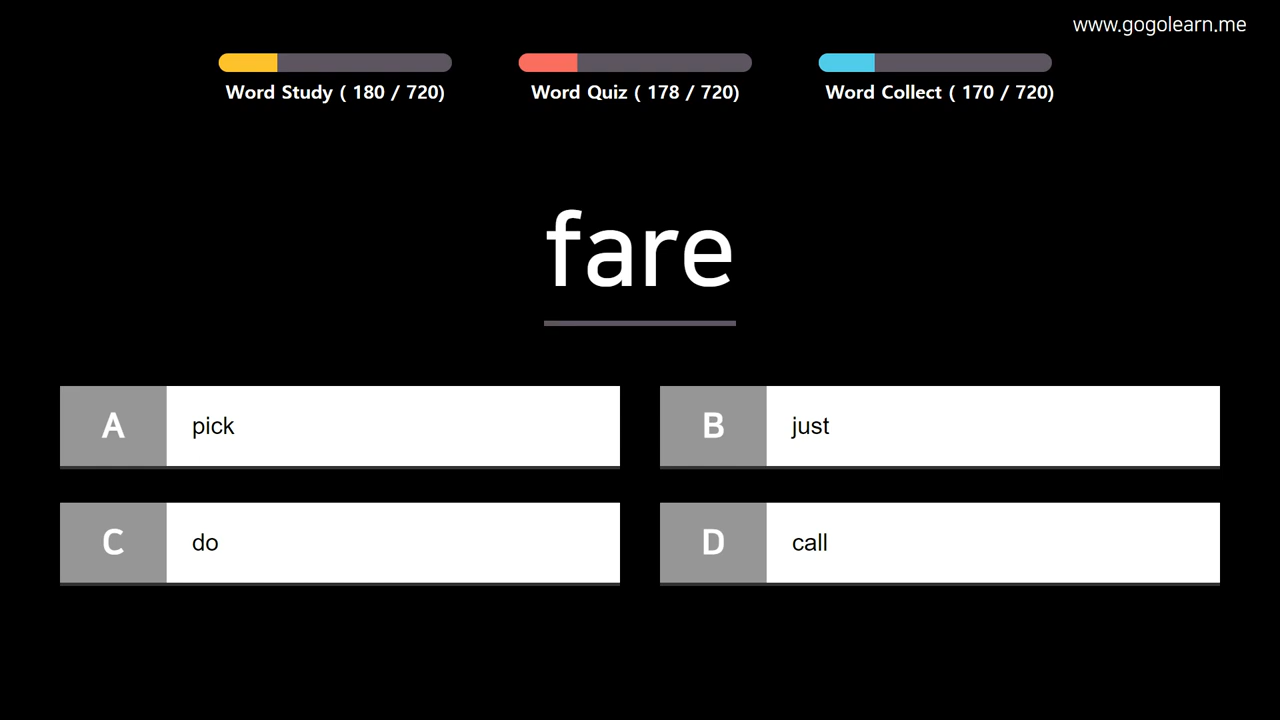 www.gogolearn.me
Word Study ( 180 / 720)
Word Quiz ( 178 / 720)
Word Collect ( 170 / 720)
fare
A pick
B just
C do
D call